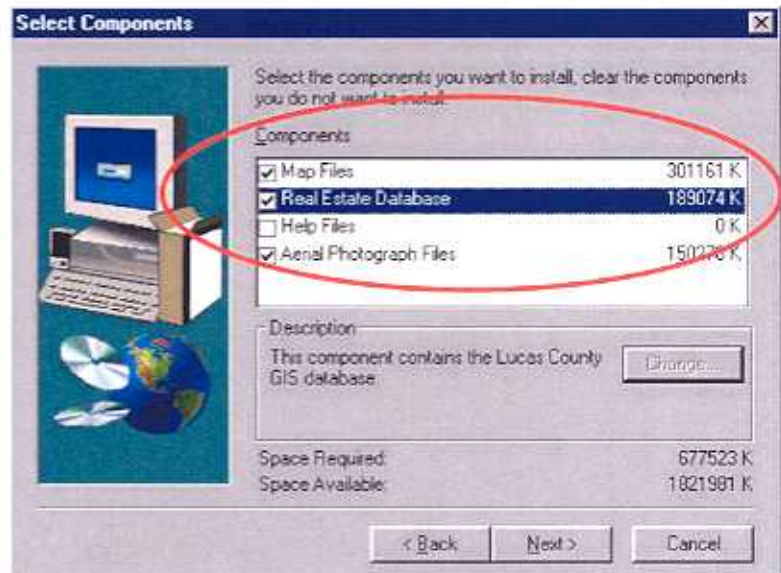 Select Components
Select the components you want to install, clear the components
you do not want to install.
Components
Map Files 301161 K
Real Estate Database 189074 K
Help Files 0 K
Aerial Photograph Files K
Description
This component contains the Lucas County
GIS database
Change...
Space Required: 677523 K
Space Available: 1821981 K
< Back
Next >
Cancel